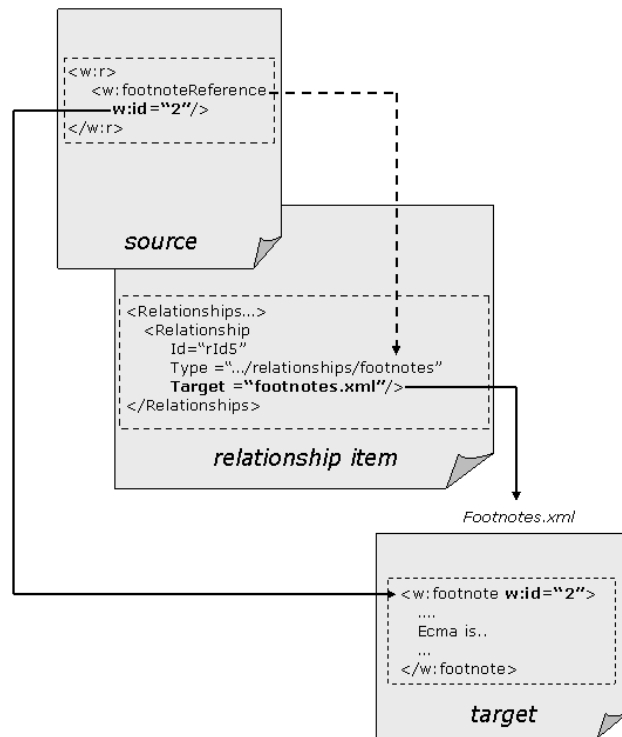 <w:r>
<w:footnoteReference
w:id=“2”/>
</w:r>
source
<Relationships...>
<Relationship
Id=“rId5”
Type =“.../relationships/footnotes”
Target =“footnotes.xml”/>
</Relationships>
relationship item
Footnotes.xml
<w:footnote w:id=“2”>
....
Ecma is..
...
</w:footnote>
target